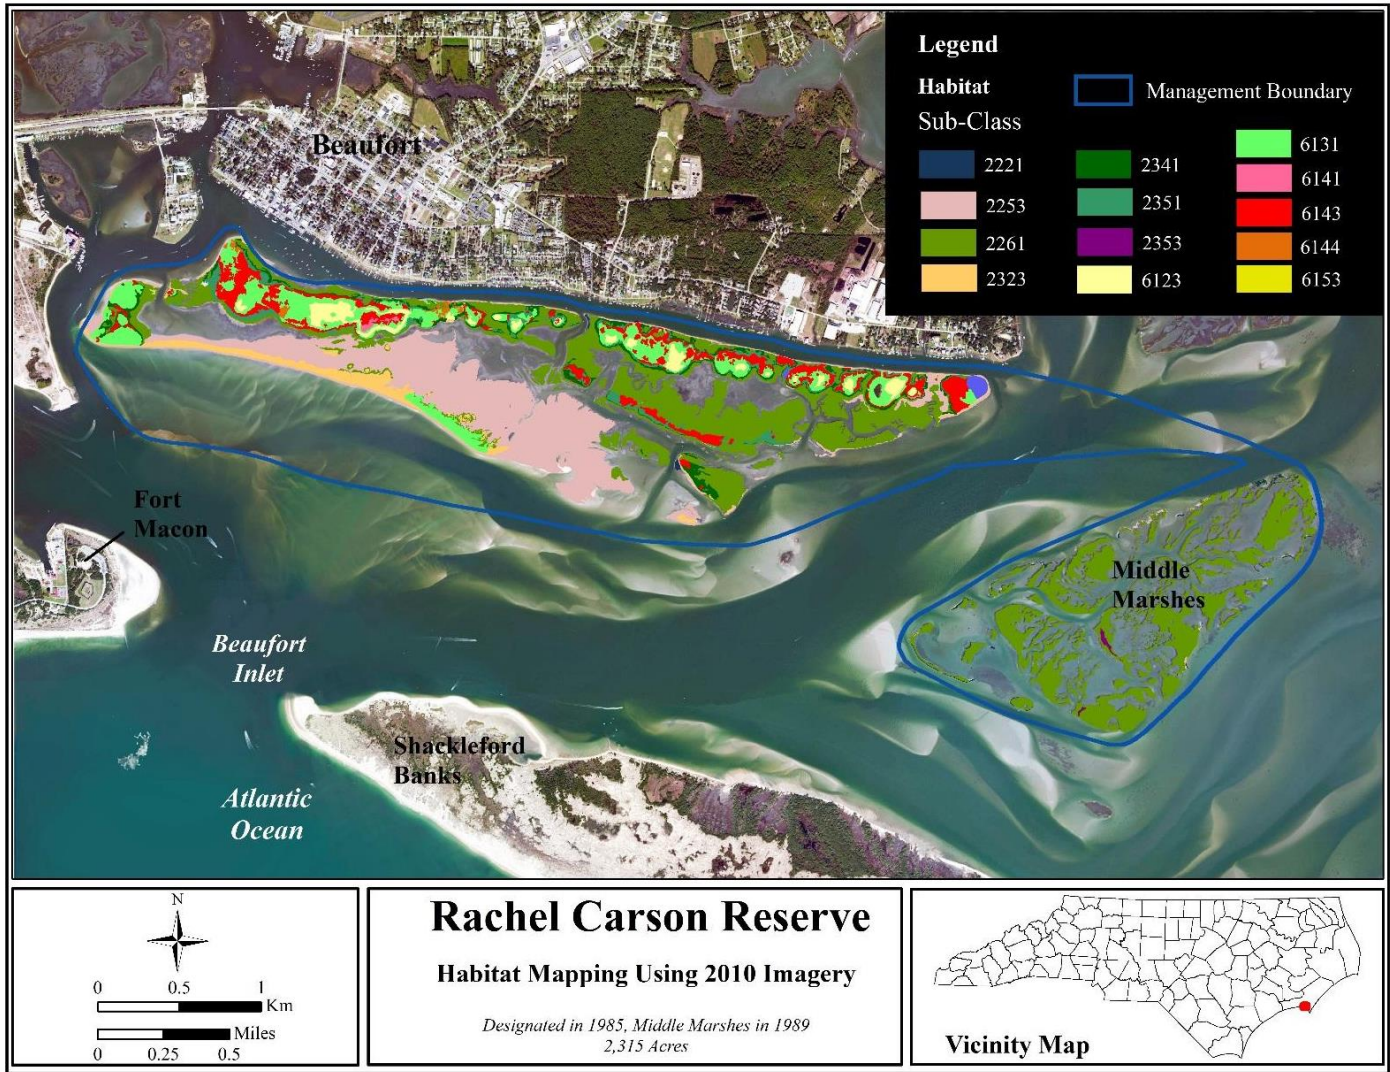 Legend
Habitat
Management Boundary
Sub-Class
2221
2253
2261
2323
2341
2351
2353
6123
6131
6141
6143
6144
6153
Beaufort
Fort
Macon
Middle
Marshes
Beaufort
Inlet
Shackleford
Banks
Atlantic
Ocean
N
0 0.5 1
Km
Miles
0 0.25 0.5
Rachel Carson Reserve
Habitat Mapping Using 2010 Imagery
Designated in 1985, Middle Marshes in 1989
2,315 Acres
Vicinity Map